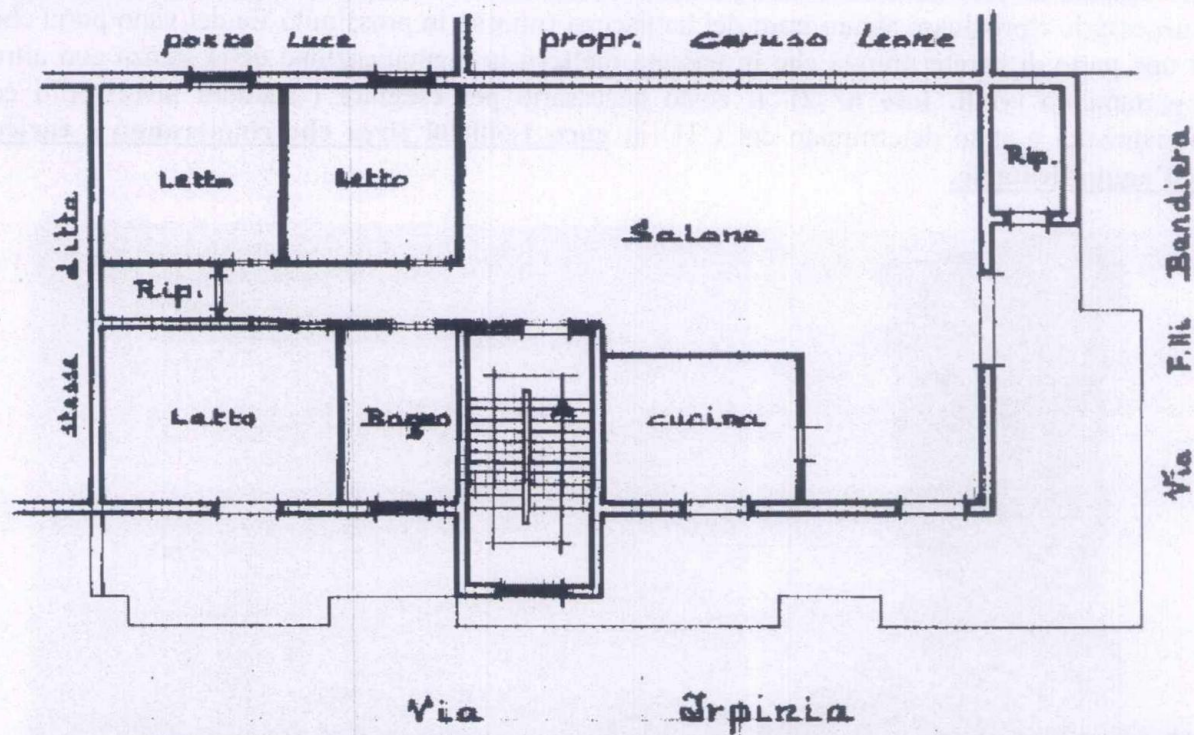 pozzo luce propr. Caruso Leone
Letto Letto Rip.
Salone
Rip.
stessa ditta
Letto Bagno cucina
Via F.lli Bandiera
Via Irpinia